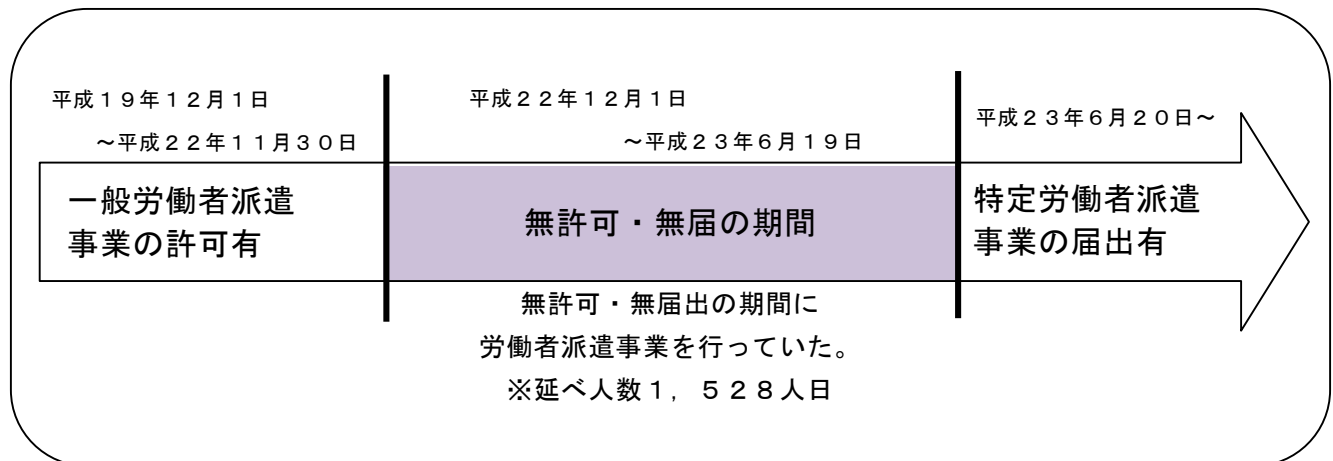 平成１９年１２月１日
～平成２２年１１月３０日
一般労働者派遣
事業の許可有
平成２２年１２月１日
～平成２３年６月１９日
無許可・無届の期間
無許可・無届出の期間に
労働者派遣事業を行っていた。
※延べ人数１，５２８人日
平成２３年６月２０日～
特定労働者派遣
事業の届出有